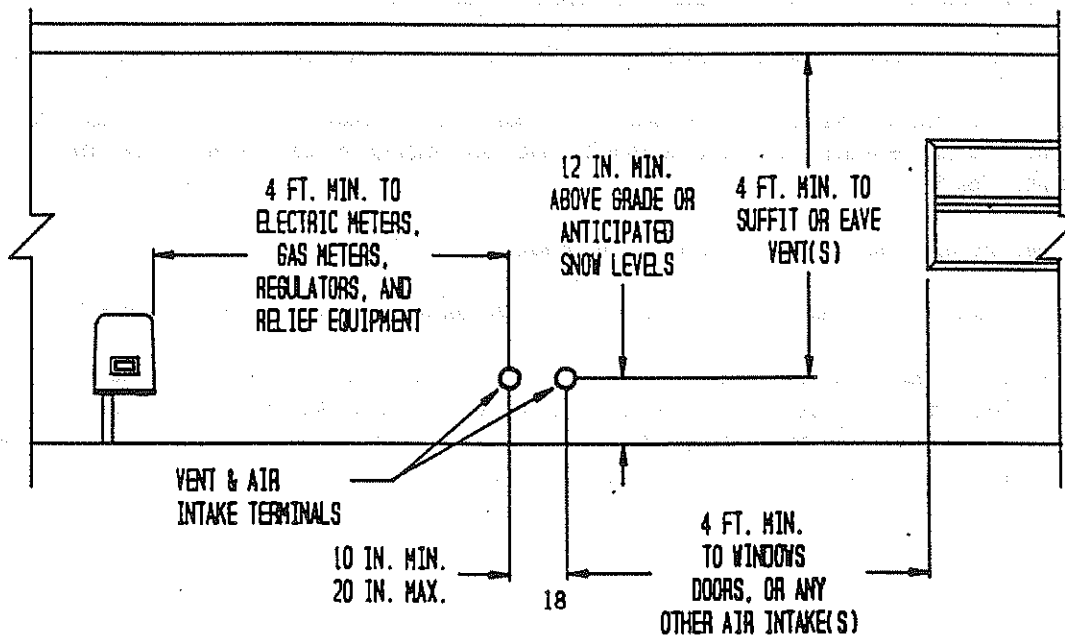 4 FT. MIN. TO
ELECTRIC METERS,
GAS METERS,
REGULATORS, AND
RELIEF EQUIPMENT
12 IN. MIN.
ABOVE GRADE OR
ANTICIPATED
SNOW LEVELS
4 FT. MIN. TO
SUFFIT OR EAVE
VENT(S)
VENT & AIR
INTAKE TERMINALS
10 IN. MIN.
20 IN. MAX.
18
4 FT. MIN.
TO WINDOWS
DOORS, OR ANY
OTHER AIR INTAKE(S)